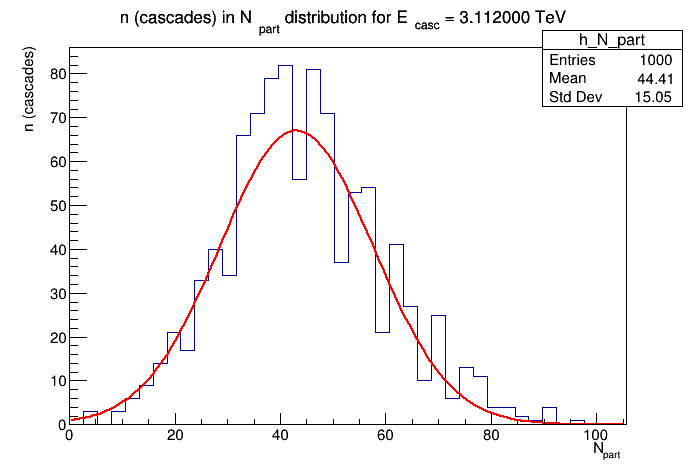 n (cascades) in N part distribution for E casc = 3.112000 TeV
h_N_part
Entries 1000
Mean 44.41
Std Dev 15.05
n (cascades)
80
70
60
50
40
30
20
10
0
0 20 40 60 80 100
N part